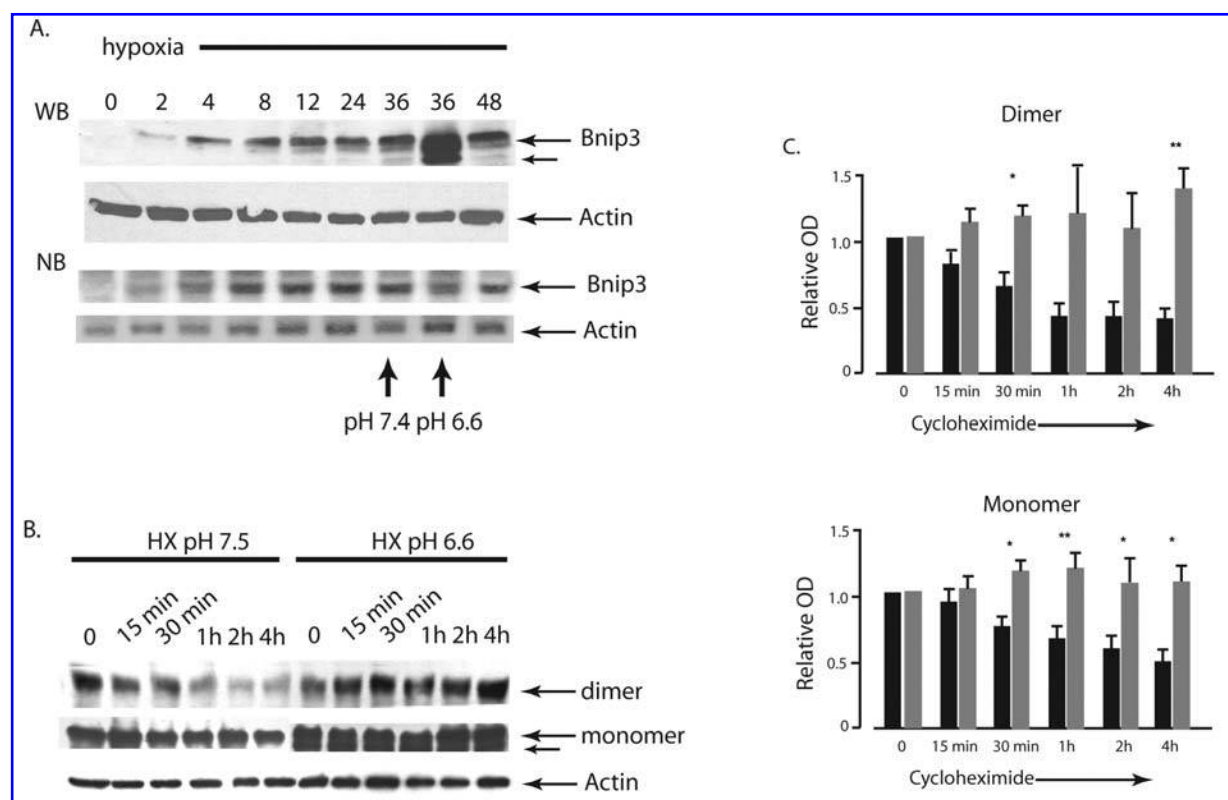 A.
hypoxia
0 2 4 8 12 24 36 36 48
WB
Bnip3
Actin
NB
Bnip3
Actin
pH 7.4 pH 6.6
B.
HX pH 7.5 HX pH 6.6
0 15 min 30 min 1h 2h 4h 0 15 min 30 min 1h 2h 4h
dimer
monomer
Actin
C.
Dimer
* **
1.5
1.0
0.5
0
Relative OD
0 15 min 30 min 1h 2h 4h
Cycloheximide
Monomer
* ** * *
1.5
1.0
0.5
0
Relative OD
0 15 min 30 min 1h 2h 4h
Cycloheximide